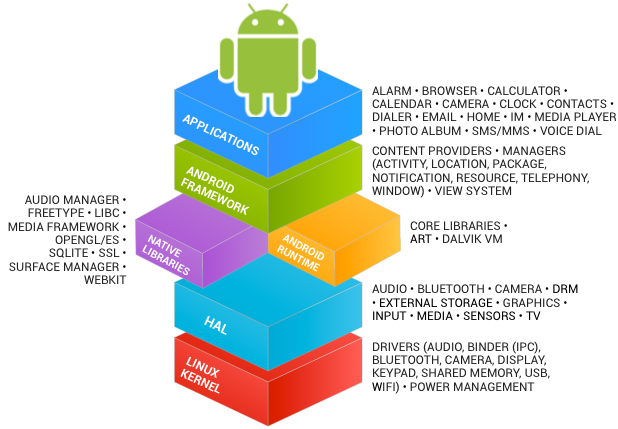 APPLICATIONS
ALARM • BROWSER • CALCULATOR •
CALENDAR • CAMERA • CLOCK • CONTACTS •
DIALER • EMAIL • HOME • IM • MEDIA PLAYER
• PHOTO ALBUM • SMS/MMS • VOICE DIAL
ANDROID
FRAMEWORK
CONTENT PROVIDERS • MANAGERS
(ACTIVITY, LOCATION, PACKAGE,
NOTIFICATION, RESOURCE, TELEPHONY,
WINDOW) • VIEW SYSTEM
AUDIO MANAGER •
FREETYPE • LIBC •
MEDIA FRAMEWORK •
OPENGL/ES •
SQLITE • SSL •
SURFACE MANAGER •
WEBKIT
NATIVE
LIBRARIES
ANDROID
RUNTIME
CORE LIBRARIES •
ART • DALVIK VM
HAL
AUDIO • BLUETOOTH • CAMERA • DRM
• EXTERNAL STORAGE • GRAPHICS •
INPUT • MEDIA • SENSORS • TV
LINUX
KERNEL
DRIVERS (AUDIO, BINDER (IPC),
BLUETOOTH, CAMERA, DISPLAY,
KEYPAD, SHARED MEMORY, USB,
WIFI) • POWER MANAGEMENT